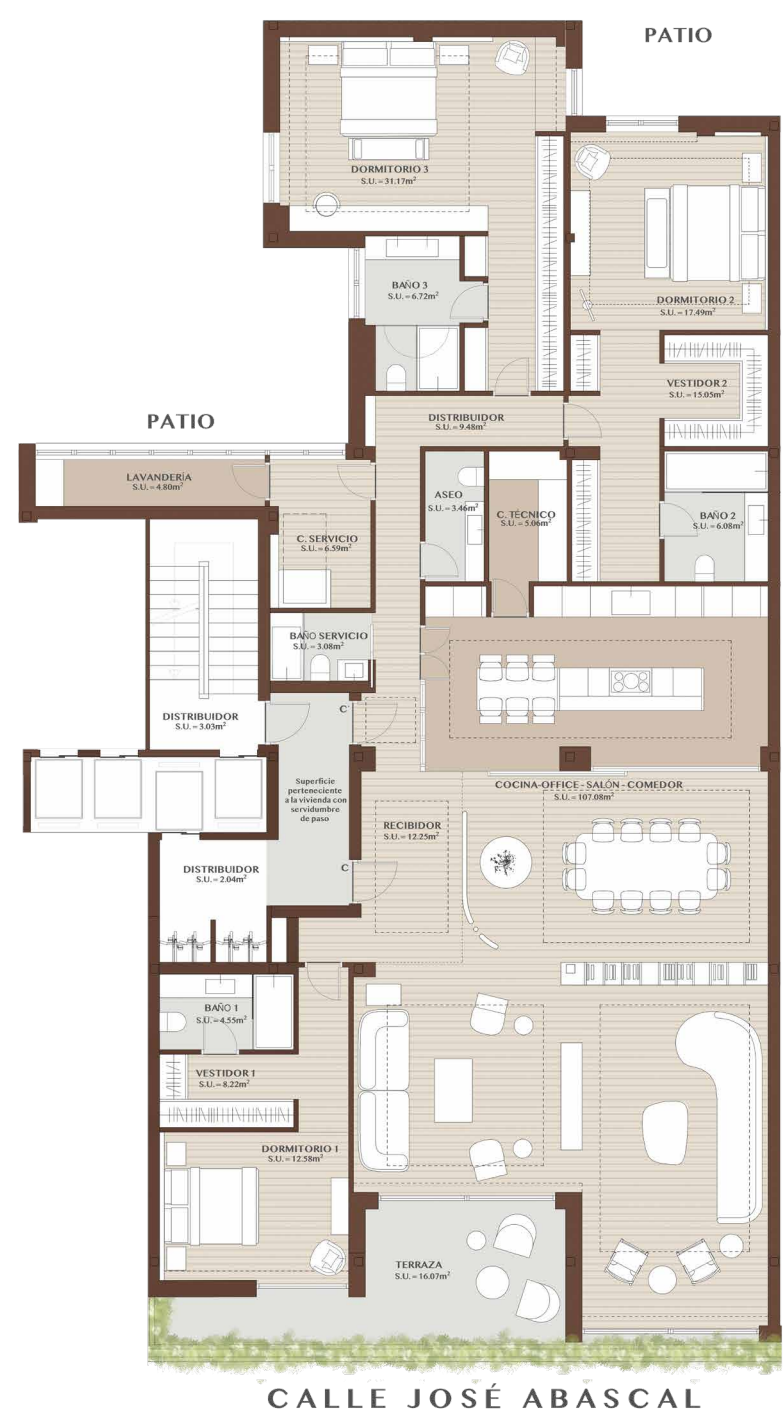 PATIO
DORMITORIO 3
S.U. = 31.17m²
BAÑO 3
S.U. = 6.72m²
DORMITORIO 2
S.U. = 17.49m²
VESTIDOR 2
S.U. = 15.05m²
PATIO
DISTRIBUIDOR
S.U. = 9.48m²
LAVANDERÍA
S.U. = 4.80m²
ASEO
S.U. = 3.46m²
C. TÉCNICO
S.U. = 5.06m²
BAÑO 2
S.U. = 6.08m²
C. SERVICIO
S.U. = 6.59m²
BAÑO SERVICIO
S.U. = 3.08m²
DISTRIBUIDOR
S.U. = 3.03m²
C'
Superficie
perteneciente
a la vivienda con
servidumbre
de paso
COCINA-OFFICE - SALÓN - COMEDOR
S.U. = 107.08m²
RECIBIDOR
S.U. = 12.25m²
DISTRIBUIDOR
S.U. = 2.04m²
C
BAÑO 1
S.U. = 4.55m²
VESTIDOR 1
S.U. = 8.22m²
DORMITORIO 1
S.U. = 12.58m²
TERRAZA
S.U. = 16.07m²
CALLE JOSÉ ABASCAL